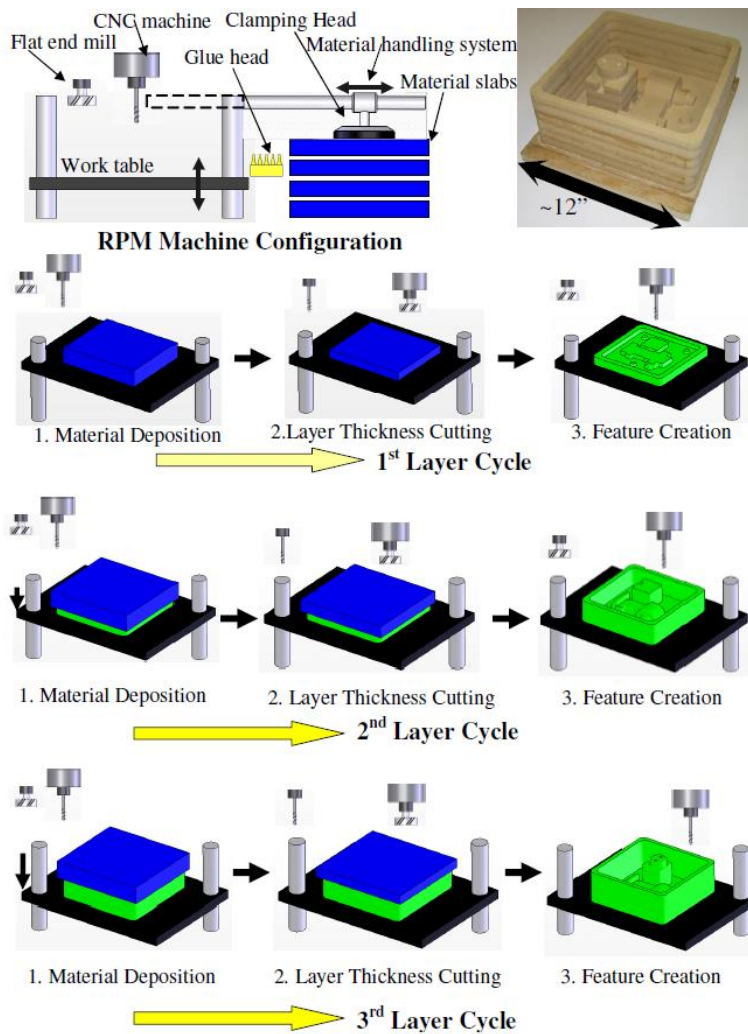 CNC machine
Clamping Head
Flat end mill
Glue head
Material handling system
Material slabs
Work table
~12”
RPM Machine Configuration
1. Material Deposition
2.Layer Thickness Cutting
3. Feature Creation
1st Layer Cycle
1. Material Deposition
2. Layer Thickness Cutting
3. Feature Creation
2nd Layer Cycle
1. Material Deposition
2. Layer Thickness Cutting
3. Feature Creation
3rd Layer Cycle